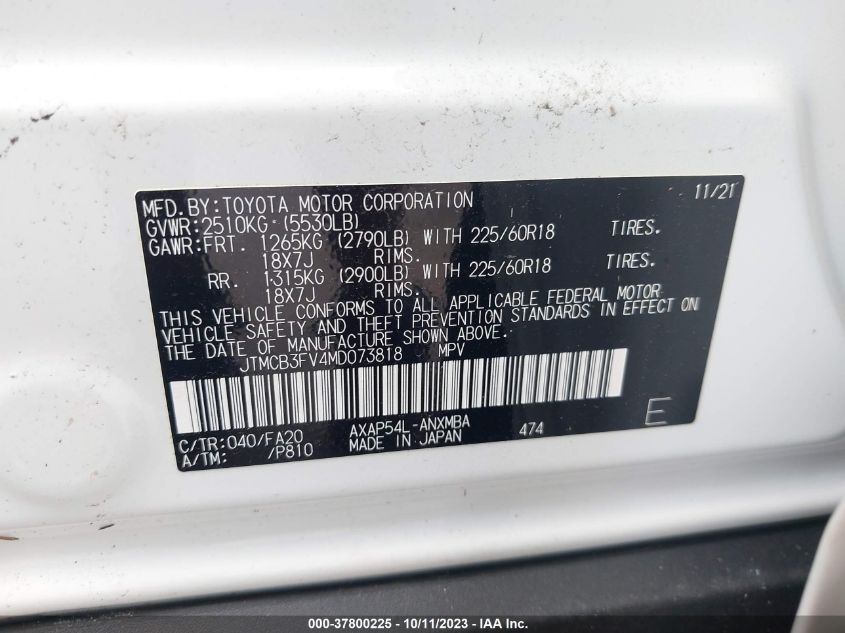 MFD.BY:TOYOTA MOTOR CORPORATION 11/21
GVWR:2510KG (5530LB)
GAWR:FRT. 1265KG (2790LB) WITH 225/60R18 TIRES.
18X7J RIMS.
RR. 1315KG (2900LB) WITH 225/60R18 TIRES.
18X7J RIMS.
THIS VEHICLE CONFORMS TO ALL APPLICABLE FEDERAL MOTOR
VEHICLE SAFETY AND THEFT PREVENTION STANDARDS IN EFFECT ON
THE DATE OF MANUFACTURE SHOWN ABOVE.
JTMCB3FV4MD073818 MPV
C/TR:040/FA20 AXAP54L-ANXMBA 474 E
A/TM: /P810 MADE IN JAPAN
000-37800225 - 10/11/2023 - IAA Inc.